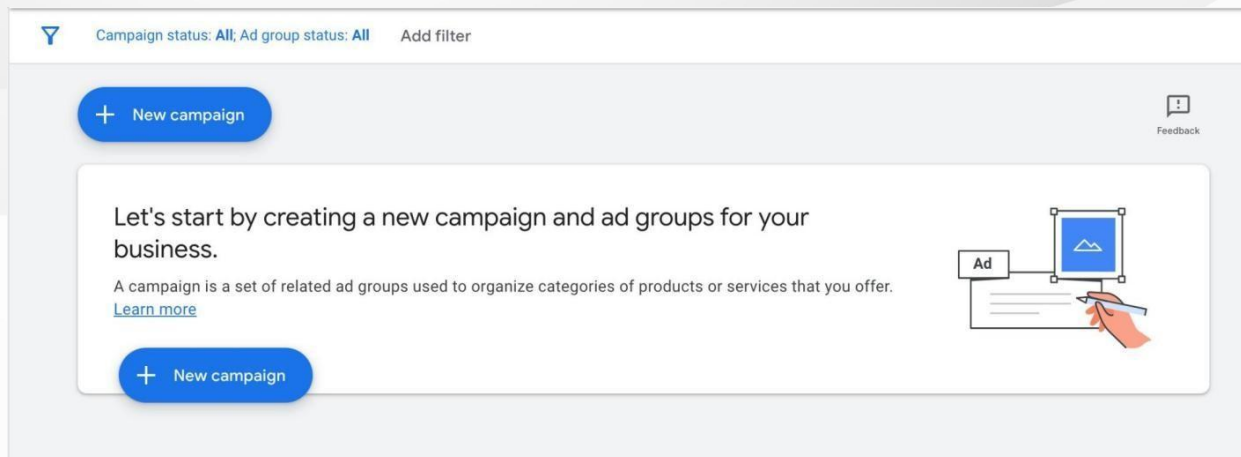 Campaign status: All; Ad group status: All Add filter
+ New campaign
Feedback
Let's start by creating a new campaign and ad groups for your
business.
A campaign is a set of related ad groups used to organize categories of products or services that you offer.
Learn more
Ad
+ New campaign